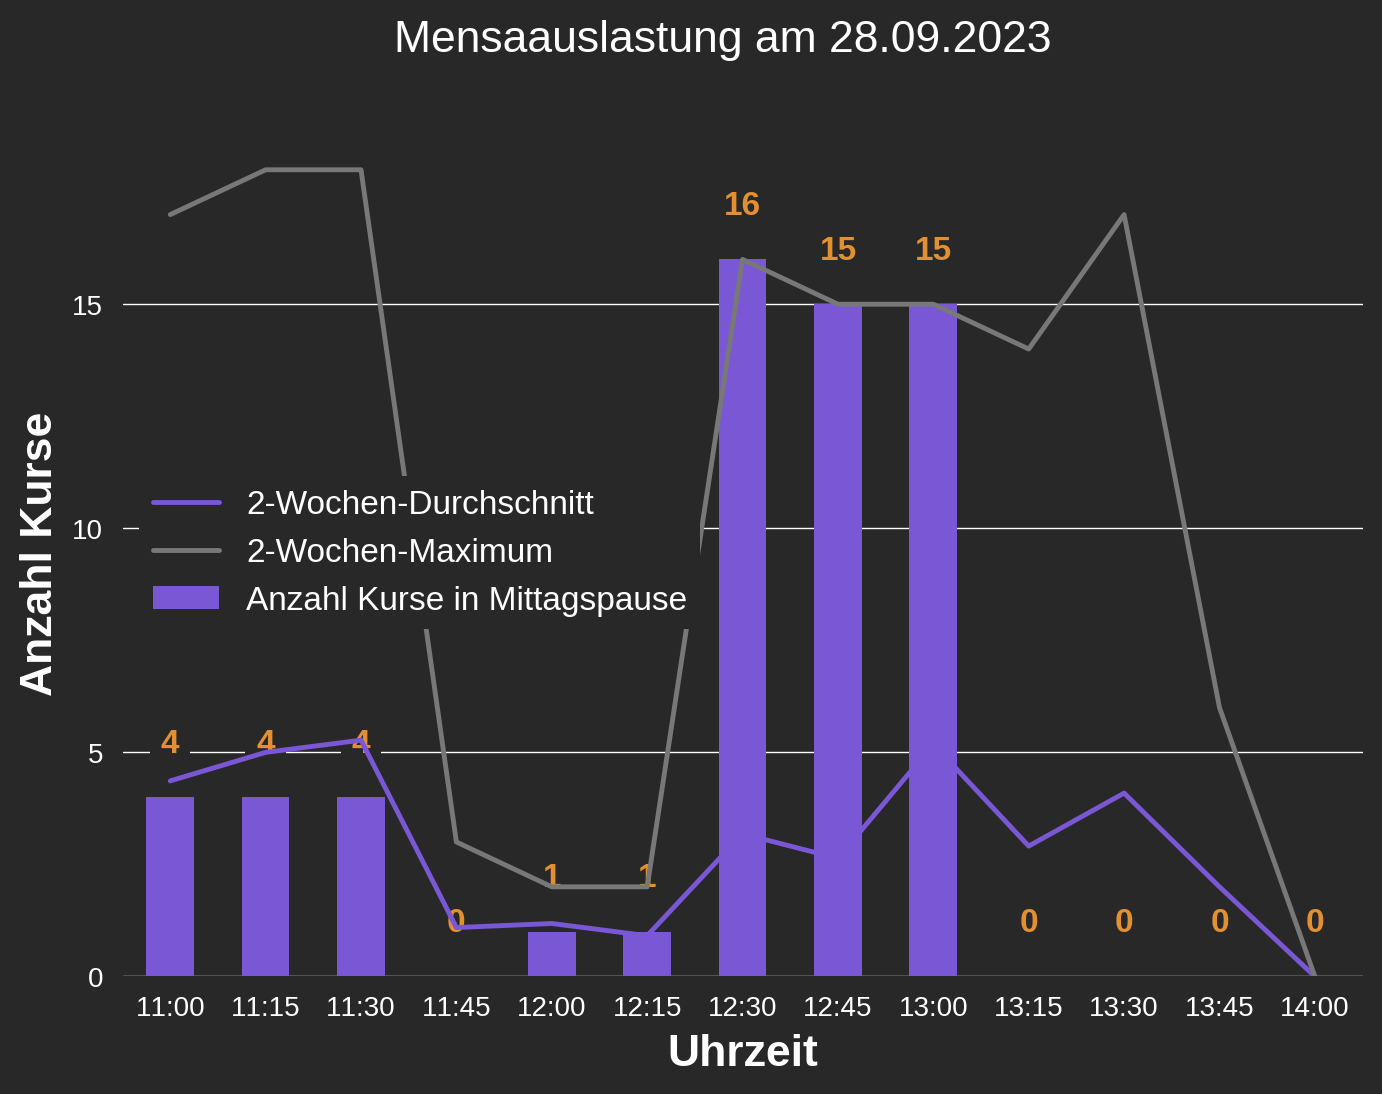 Mensaauslastung am 28.09.2023
16
15 15
15
Anzahl Kurse
2-Wochen-Durchschnitt
10
2-Wochen-Maximum
Anzahl Kurse in Mittagspause
4 4 4
5
1 1
0 0 0 0 0
0
11:00 11:15 11:30 11:45 12:00 12:15 12:30 12:45 13:00 13:15 13:30 13:45 14:00
Uhrzeit